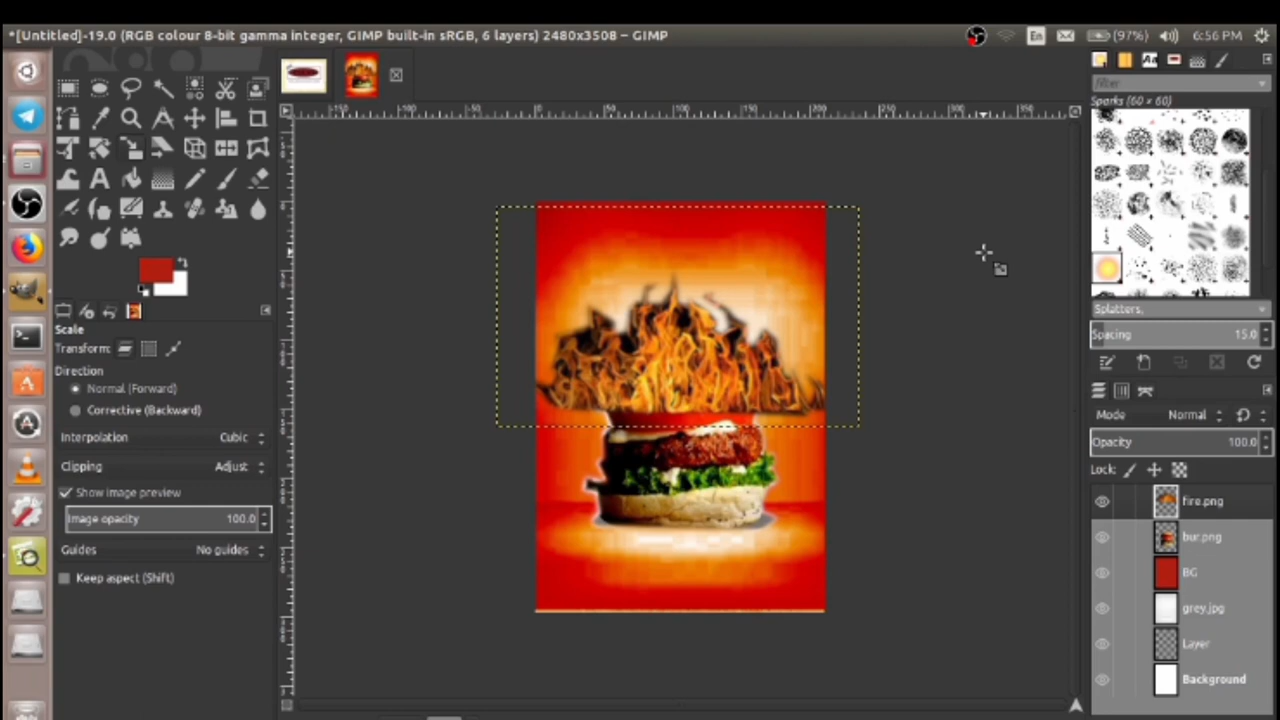 *[Untitled]-19.0 (RGB colour 8-bit gamma integer, GIMP built-in sRGB, 6 layers) 2480x3508 – GIMP
En
(97%)
6:56 PM
filter
Sparks (60 × 60)
Splatters,
Spacing 15.0
Scale
Transform:
Direction
Normal (Forward)
Corrective (Backward)
Interpolation Cubic
Clipping Adjust
Show image preview
Image opacity 100.0
Guides No guides
Keep aspect (Shift)
Mode Normal
Opacity 100.0
Lock:
fire.png
bur.png
BG
grey.jpg
Layer
Background